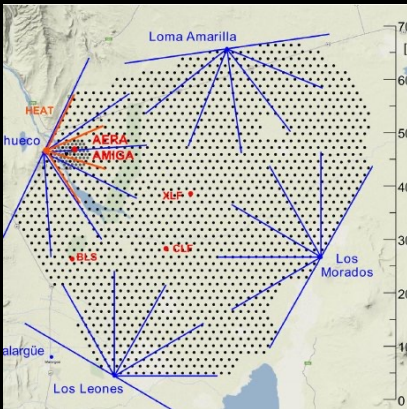 Loma Amarilla
70
[
60
HEAT
AERA
hueco
AMIGA
50
XLF
40
CLF
BLS
30
Los
Morados
20
alargüe
10
Los Leones
0